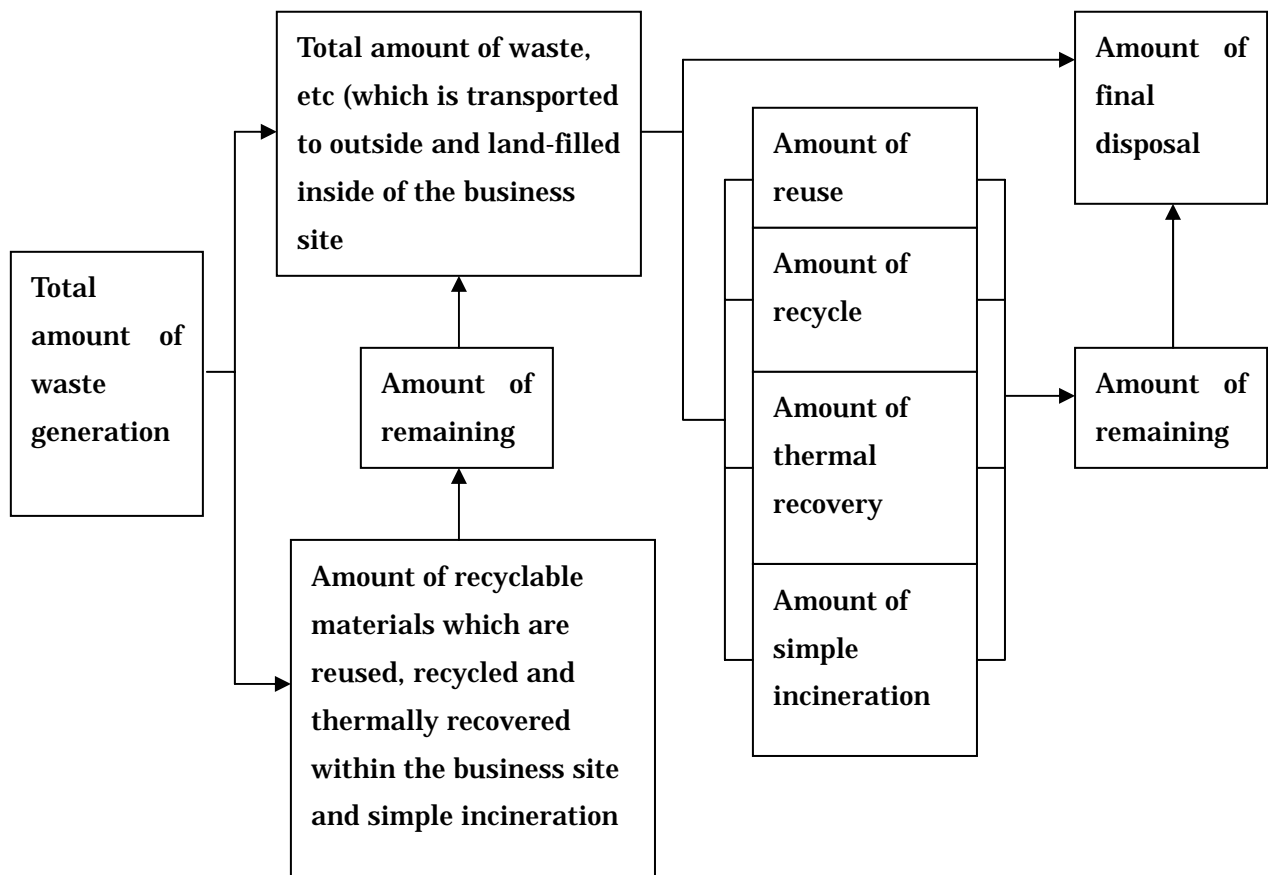 Total
amount of
waste
generation
Total amount of waste,
etc (which is transported
to outside and land-filled
inside of the business
site
Amount of
remaining
Amount of recyclable
materials which are
reused, recycled and
thermally recovered
within the business site
and simple incineration
Amount of
reuse
Amount of
recycle
Amount of
thermal
recovery
Amount of
simple
incineration
Amount of
final
disposal
Amount of
remaining